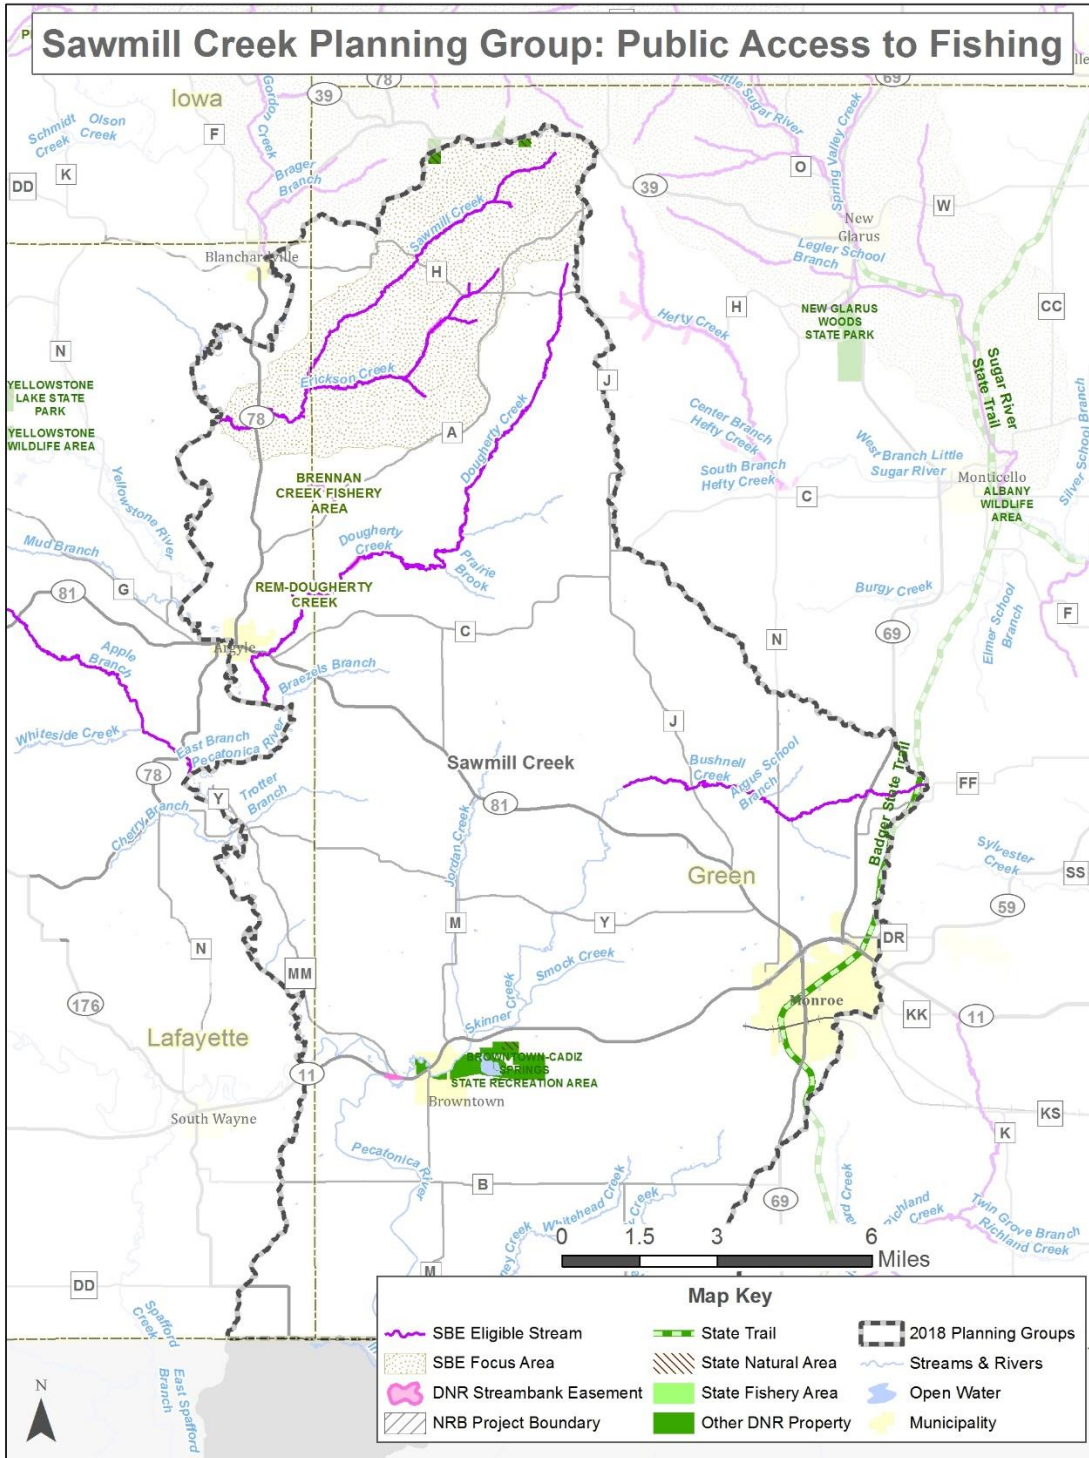 Sawmill Creek Planning Group: Public Access to Fishing
78
69
39
Iowa
Gordon
Creek
Little Sugar River
Spring Valley Creek
Schmidt
Creek
Olson
Creek
F
K
DD
Brager
Branch
O
39
W
Sawmill Creek
New
Glarus
Legler School
Branch
Blanchardville
H
H
CC
NEW GLARUS
WOODS
STATE PARK
Hefty Creek
N
Sugar River
State Trail
YELLOWSTONE
LAKE STATE
PARK
Erickson Creek
J
Silver School Branch
78
Center Branch
Hefty Creek
YELLOWSTONE
WILDLIFE AREA
A
Dougherty Creek
West Branch Little
Sugar River
BRENNAN
CREEK FISHERY
AREA
South Branch
Hefty Creek
C
Monticello
ALBANY
WILDLIFE
AREA
Yellowstone River
Mud Branch
Dougherty
Creek
Prairie
Brook
G
81
REM-DOUGHERTY
CREEK
Burgy Creek
Elmer School
Branch
F
C
N
69
Argyle
Apple
Branch
Braezels Branch
Whiteside Creek
East Branch
Pecatonica River
J
Sawmill Creek
Bushnell
Creek
Argus School
Branch
Badger State Trail
78
Y
Trotter
Branch
81
FF
Cherry Branch
Jordan Creek
Sylvester
Creek
Green
SS
59
M
Y
N
DR
MM
Smock Creek
176
Skinner Creek
Monroe
KK
11
Lafayette
BROWNTOWN-CADIZ
SPRINGS
STATE RECREATION AREA
11
Browntown
South Wayne
KS
K
Pecatonica River
B
Whitehead Creek
69
Richland
Creek
Twin Grove Branch
Richland Creek
0
1.5
3
6
Miles
M
DD
Spafford
Creek
East Spafford
Branch
N
Map Key
SBE Eligible Stream
SBE Focus Area
DNR Streambank Easement
NRB Project Boundary
State Trail
State Natural Area
State Fishery Area
Other DNR Property
2018 Planning Groups
Streams & Rivers
Open Water
Municipality